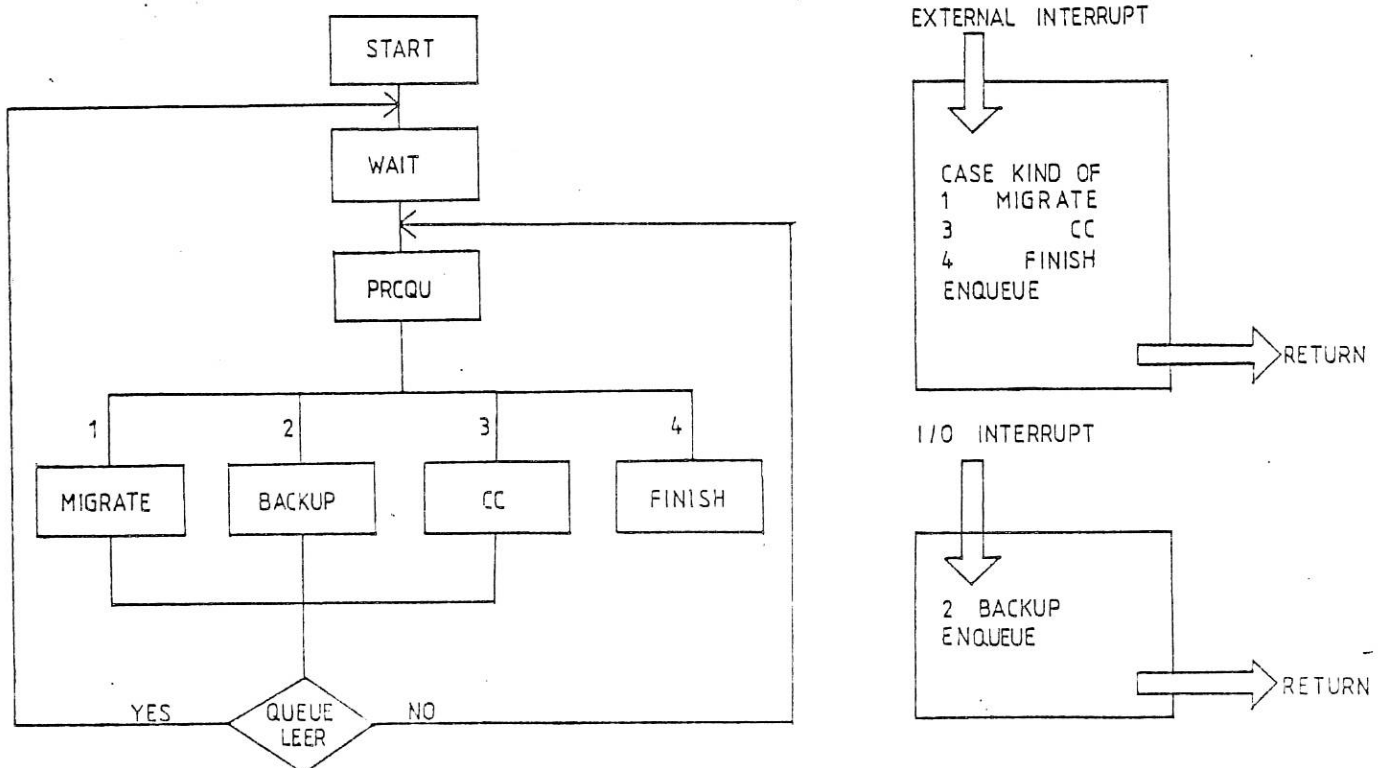 START
WAIT
PRCQU
1
2
3
4
MIGRATE
BACKUP
CC
FINISH
YES
QUEUE
LEER
NO
EXTERNAL INTERRUPT
CASE KIND OF
1 MIGRATE
3 CC
4 FINISH
ENQUEUE
RETURN
I/O INTERRUPT
2 BACKUP
ENQUEUE
RETURN